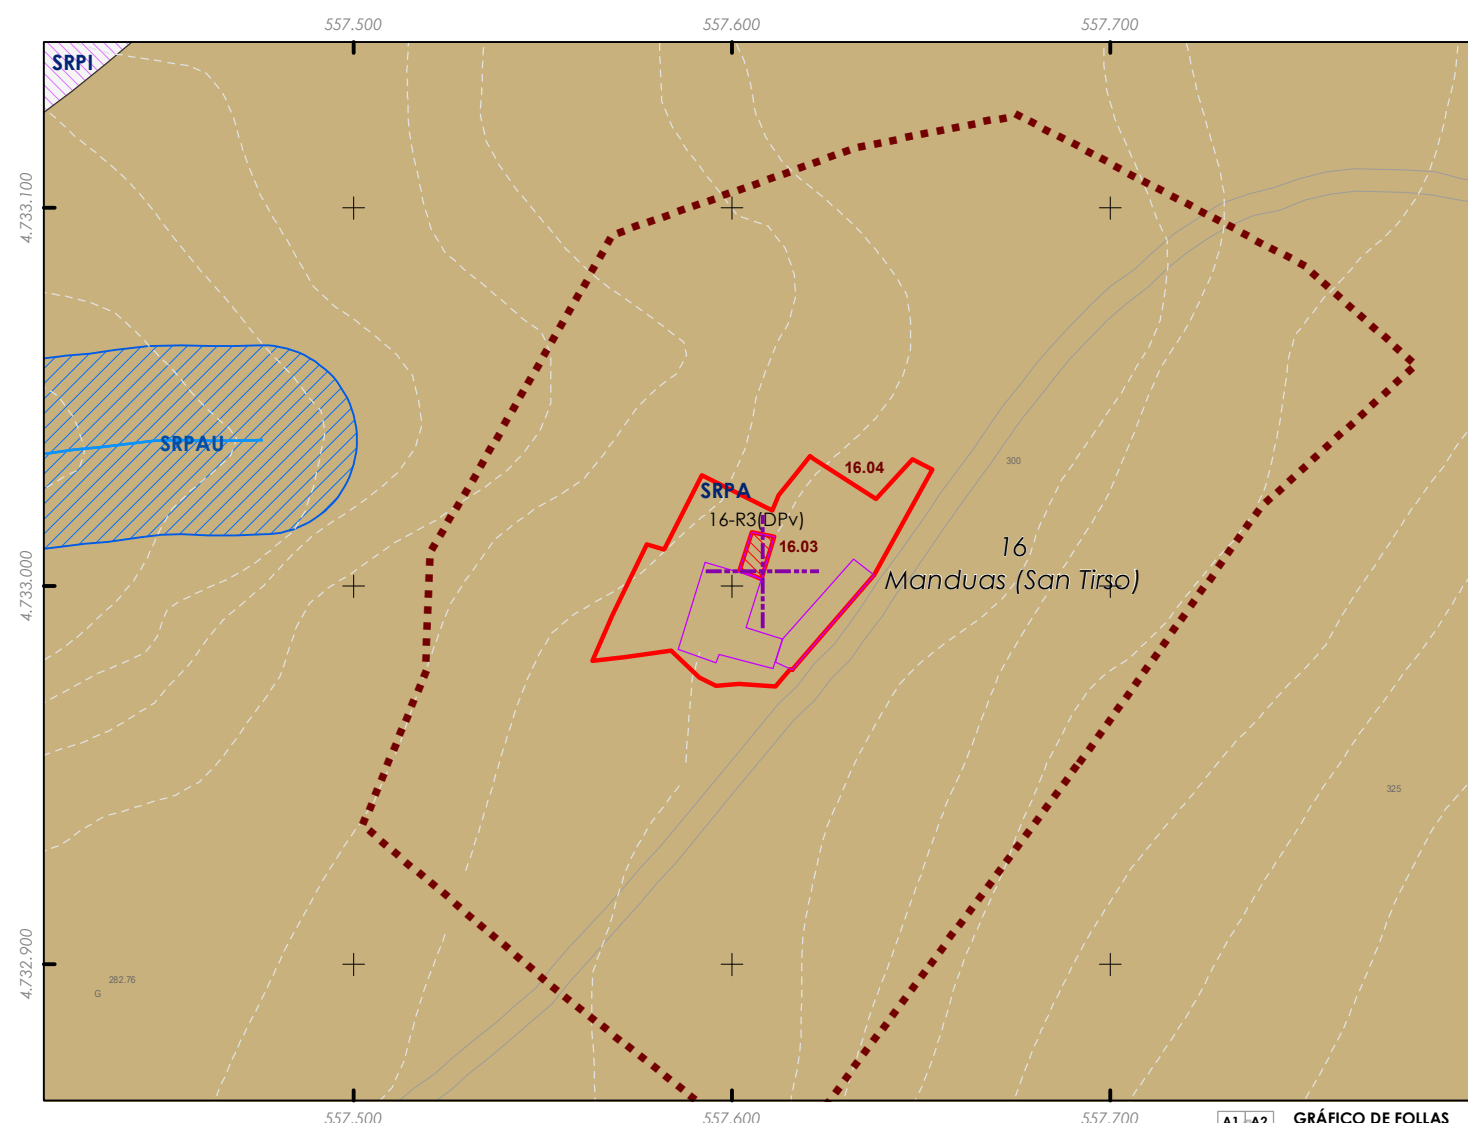 557.500
557.600
557.700
SRPI
4.733.100
SRPAU
300
16.04
SRPA
16-R3(DPv)
16.03
16
Manduas (San Tirso)
4.733.000
325
4.732.900
282.76
G
557.500
557.600
557.700
A1 A2
GRÁFICO DE FOLLAS